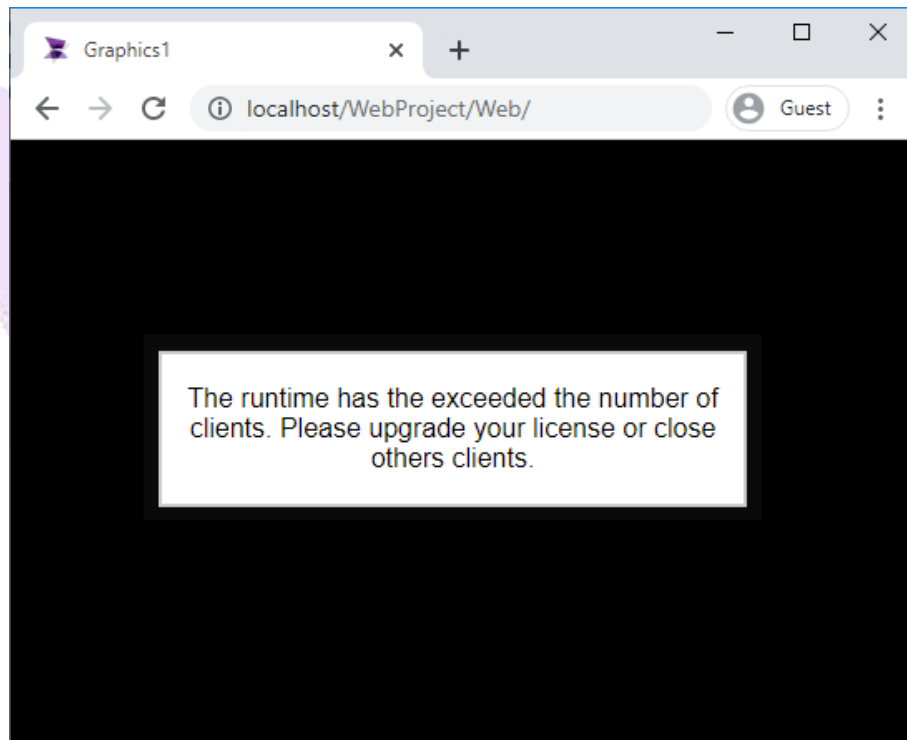 Graphics1
localhost/WebProject/Web/
Guest
The runtime has the exceeded the number of
clients. Please upgrade your license or close
others clients.